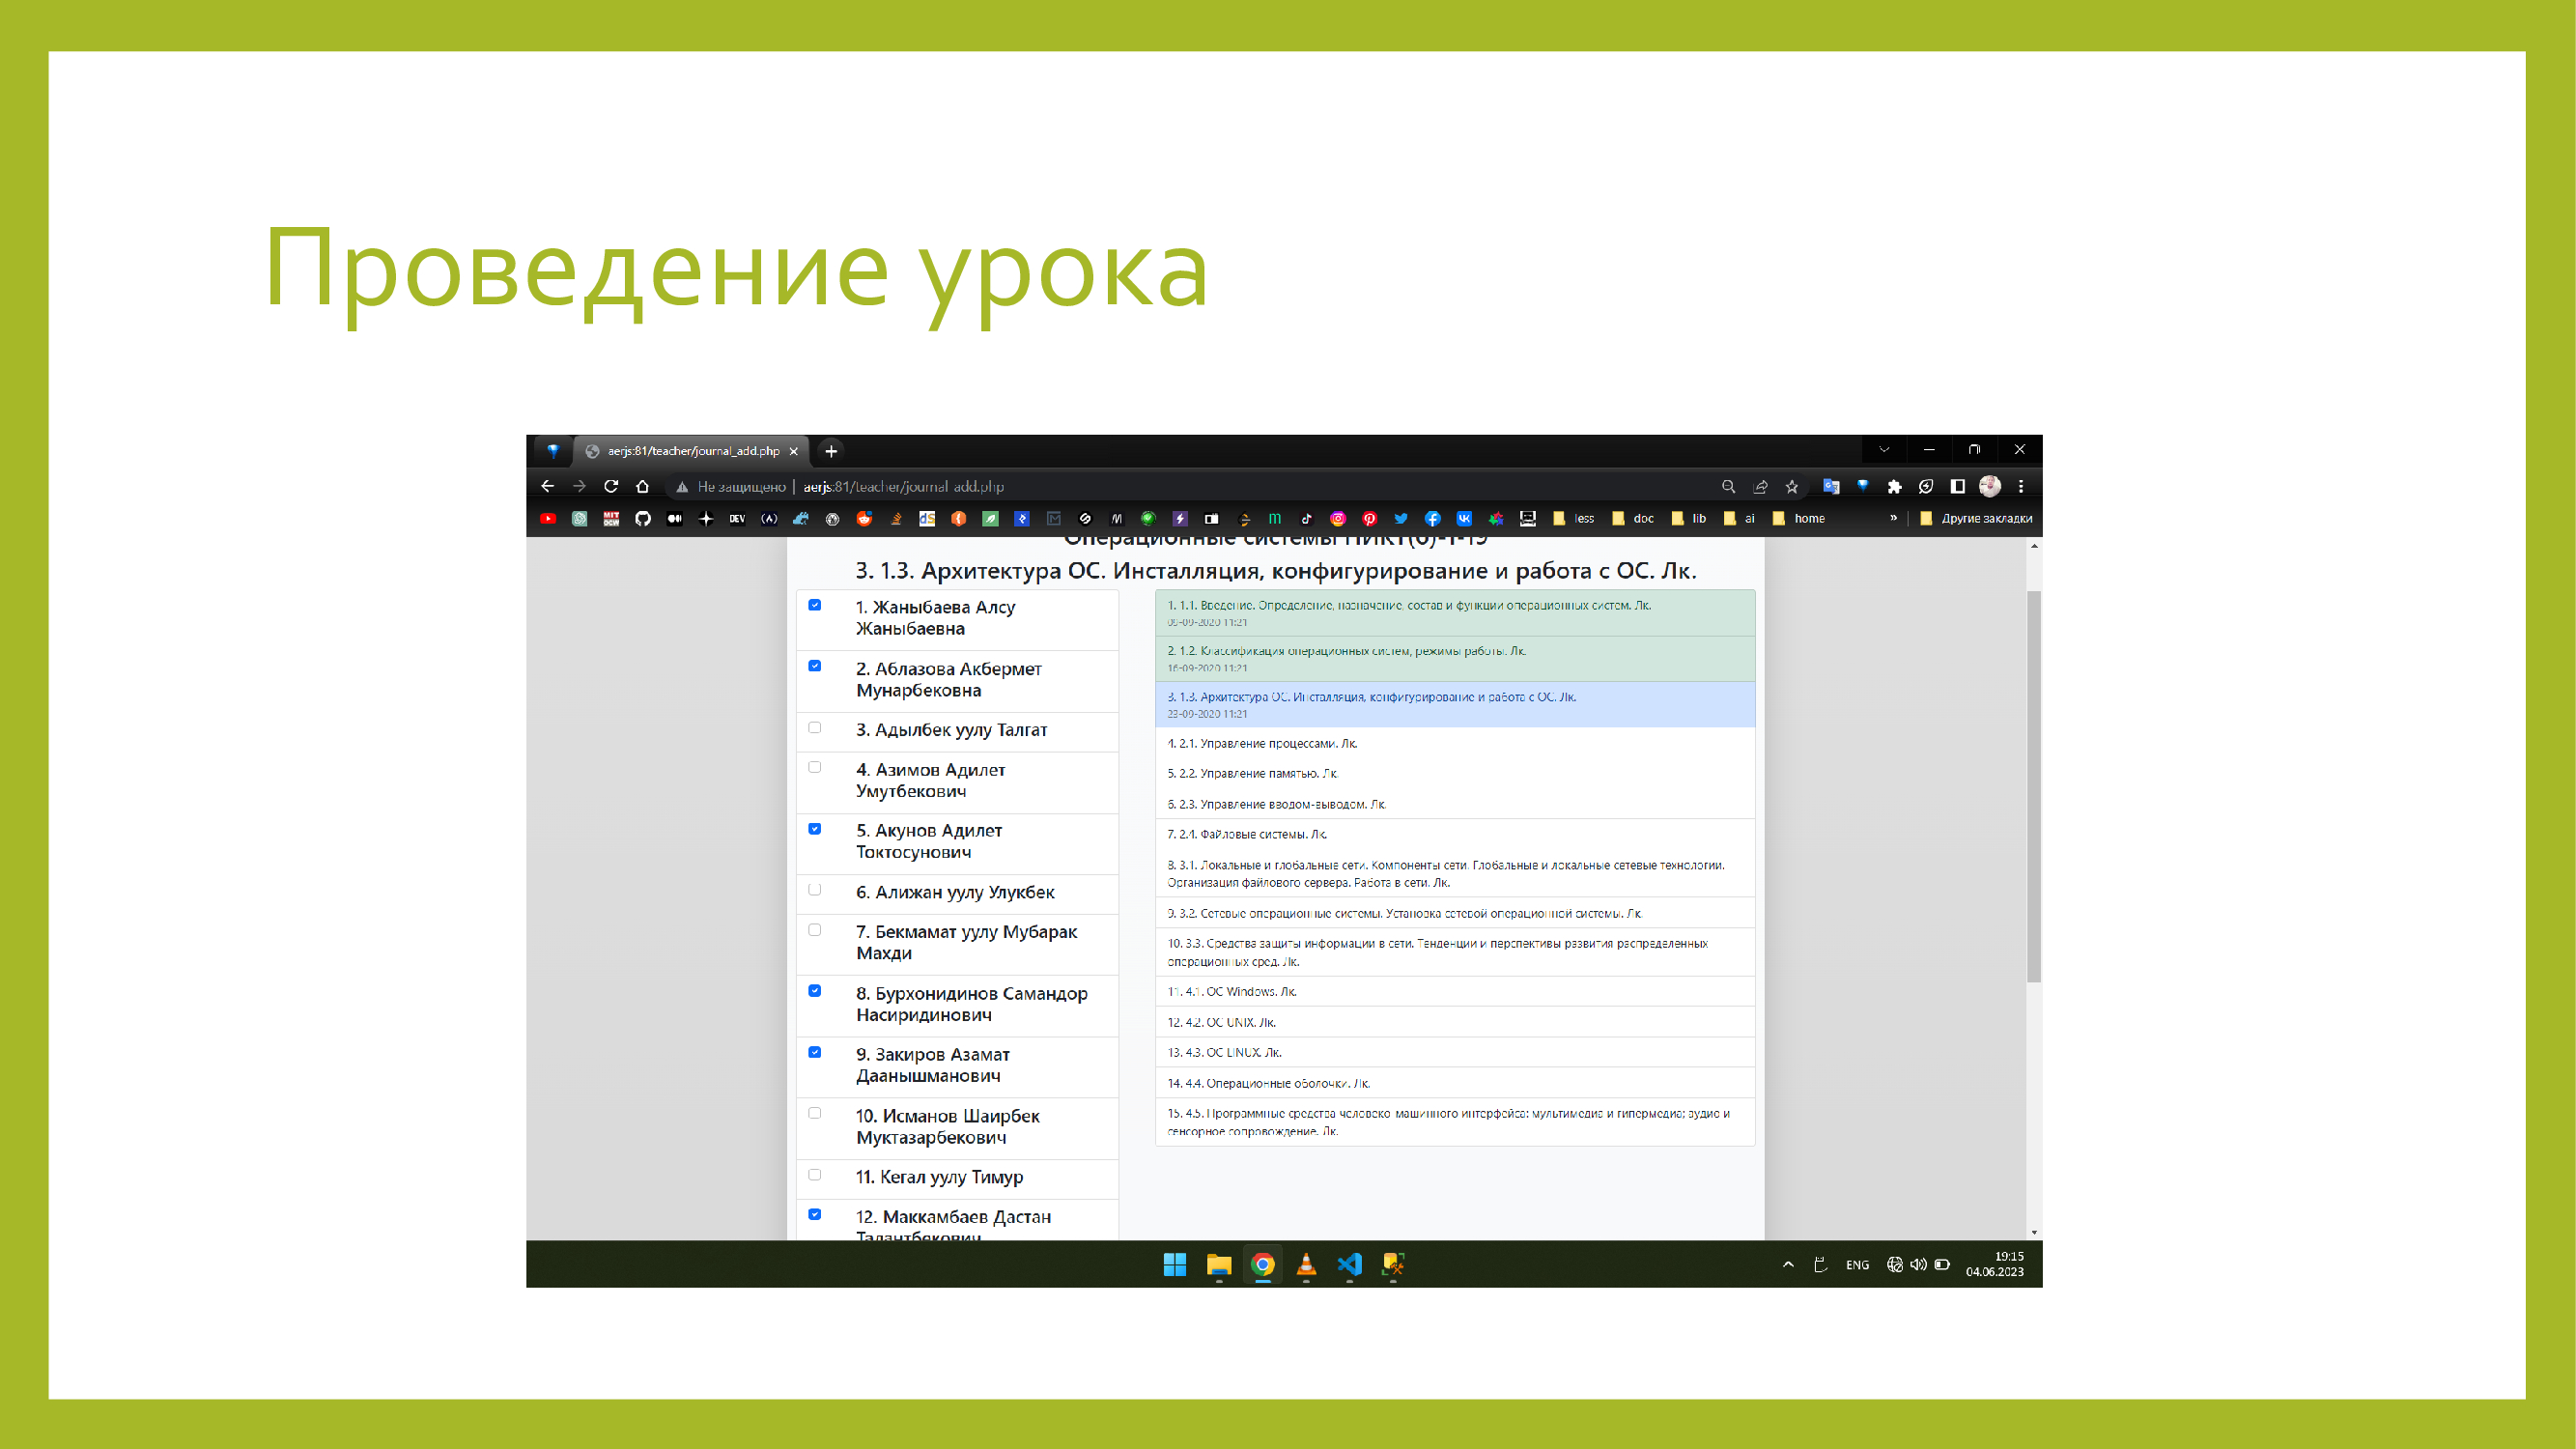 Проведение урока
aerjs:81/teacher/journal_add.php
Не защищено | aerjs:81/teacher/journal_add.php
less doc lib ai home » Другие закладки
Операционные системы ПИКТ(б)-1-19
3. 1.3. Архитектура ОС. Инсталляция, конфигурирование и работа с ОС. Лк.
1. Жаныбаева Алсу
Жаныбаевна
2. Аблазова Акбермет
Мунарбековна
3. Адылбек уулу Талгат
4. Азимов Адилет
Умутбекович
5. Акунов Адилет
Токтосунович
6. Алижан уулу Улукбек
7. Бекмамат уулу Мубарак
Махди
8. Бурхонидинов Самандор
Насиридинович
9. Закиров Азамат
Даанышманович
10. Исманов Шаирбек
Муктазарбекович
11. Кегал уулу Тимур
12. Маккамбаев Дастан
Талантбекович
1. 1.1. Введение. Определение, назначение, состав и функции операционных систем. Лк.
09-09-2020 11:21
2. 1.2. Классификация операционных систем, режимы работы. Лк.
16-09-2020 11:21
3. 1.3. Архитектура ОС. Инсталляция, конфигурирование и работа с ОС. Лк.
23-09-2020 11:21
4. 2.1. Управление процессами. Лк.
5. 2.2. Управление памятью. Лк.
6. 2.3. Управление вводом-выводом. Лк.
7. 2.4. Файловые системы. Лк.
8. 3.1. Локальные и глобальные сети. Компоненты сети. Глобальные и локальные сетевые технологии.
Организация файлового сервера. Работа в сети. Лк.
9. 3.2. Сетевые операционные системы. Установка сетевой операционной системы. Лк.
10. 3.3. Средства защиты информации в сети. Тенденции и перспективы развития распределенных
операционных сред. Лк.
11. 4.1. ОС Windows. Лк.
12. 4.2. ОС UNIX. Лк.
13. 4.3. ОС LINUX. Лк.
14. 4.4. Операционные оболочки. Лк.
15. 4.5. Программные средства человеко-машинного интерфейса: мультимедиа и гипермедиа; аудио и
сенсорное сопровождение. Лк.
ENG
19:15
04.06.2023